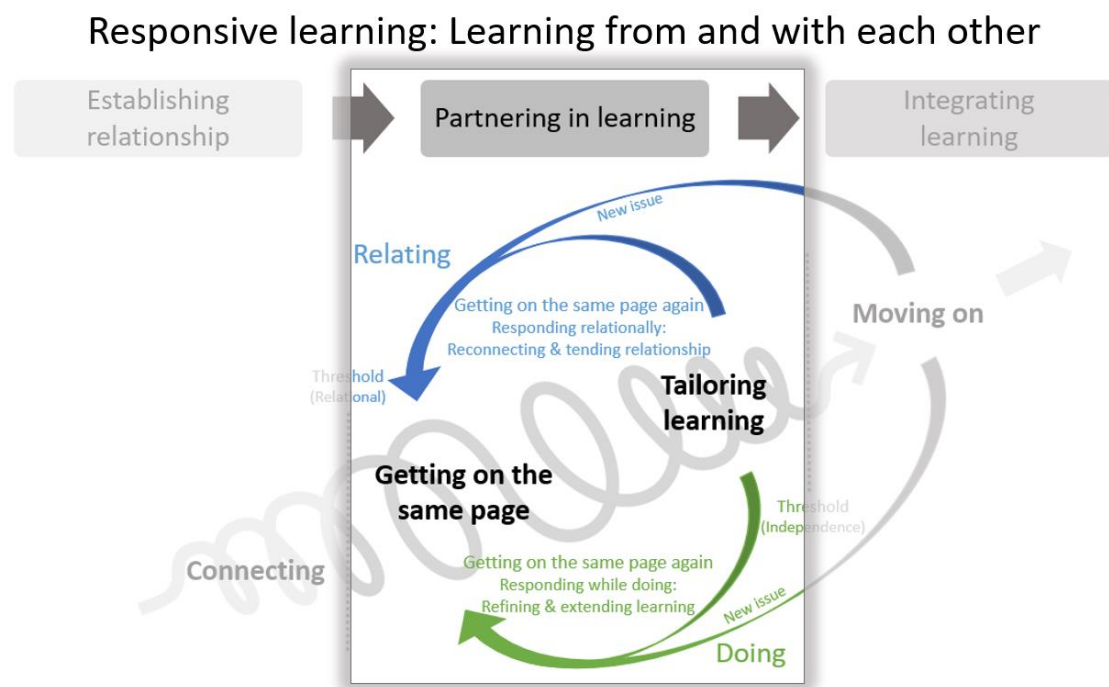 Responsive learning: Learning from and with each other
Establishing
relationship
Partnering in learning
Integrating
learning
New issue
Relating
Getting on the same page again
Responding relationally:
Reconnecting & tending relationship
Moving on
Threshold
(Relational)
Tailoring
learning
Getting on the
same page
Threshold
(Independence)
Getting on the same page again
Responding while doing:
Refining & extending learning
Connecting
New issue
Doing